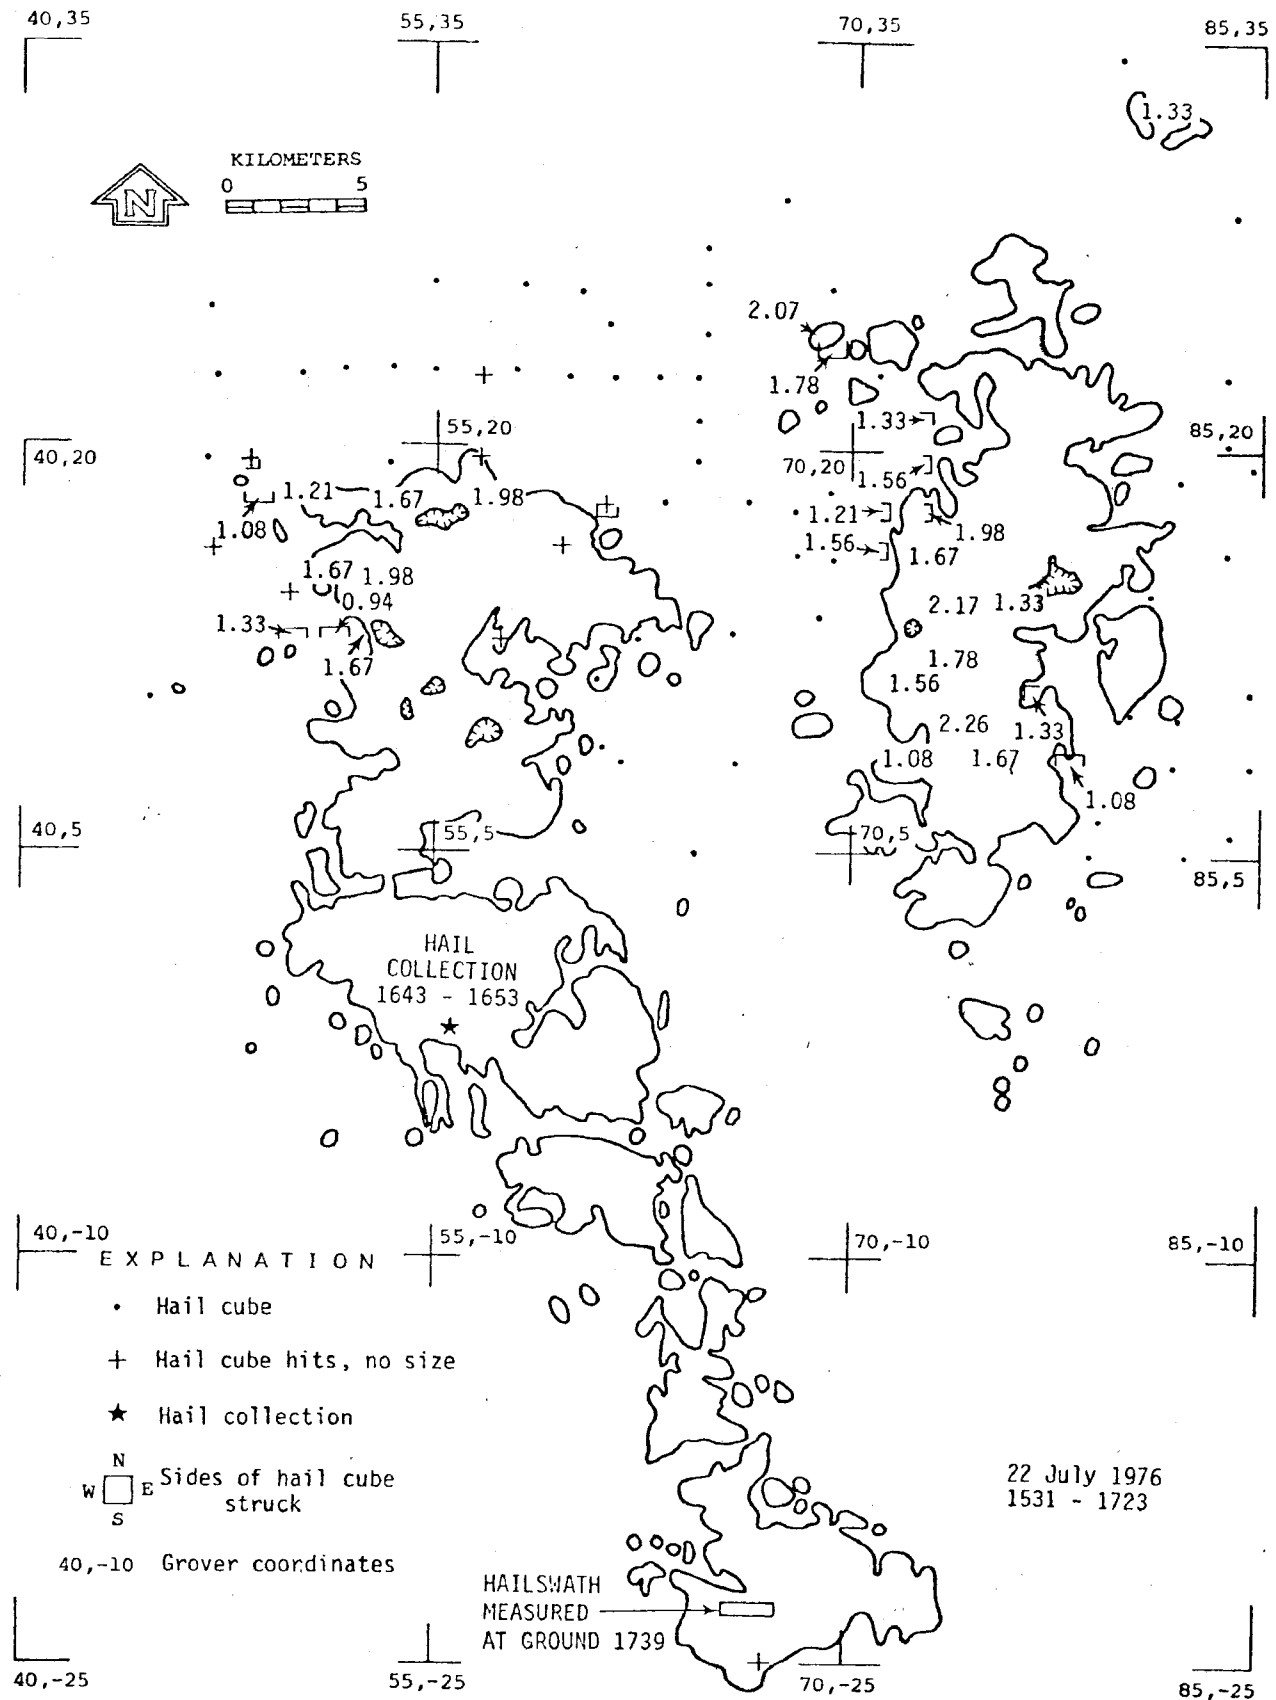 40,35
55,35
70,35
85,35
1.33
KILOMETERS
0 5
N
2.07
1.78
1.33
55,20
85,20
40,20
70,20
1.56
1.21
1.67
1.98
1.08
1.21
1.98
1.56
1.67
1.67
1.98
0.94
2.17
1.33
1.33
1.67
1.78
1.56
2.26
1.33
1.08
1.67
1.08
40,5
55,5
70,5
85,5
HAIL
COLLECTION
1643 - 1653
40,-10
55,-10
70,-10
85,-10
EXPLANATION
Hail cube
Hail cube hits, no size
Hail collection
N
W E
S
Sides of hail cube
struck
40,-10 Grover coordinates
22 July 1976
1531 - 1723
HAILSWATH
MEASURED
AT GROUND 1739
40,-25
55,-25
70,-25
85,-25